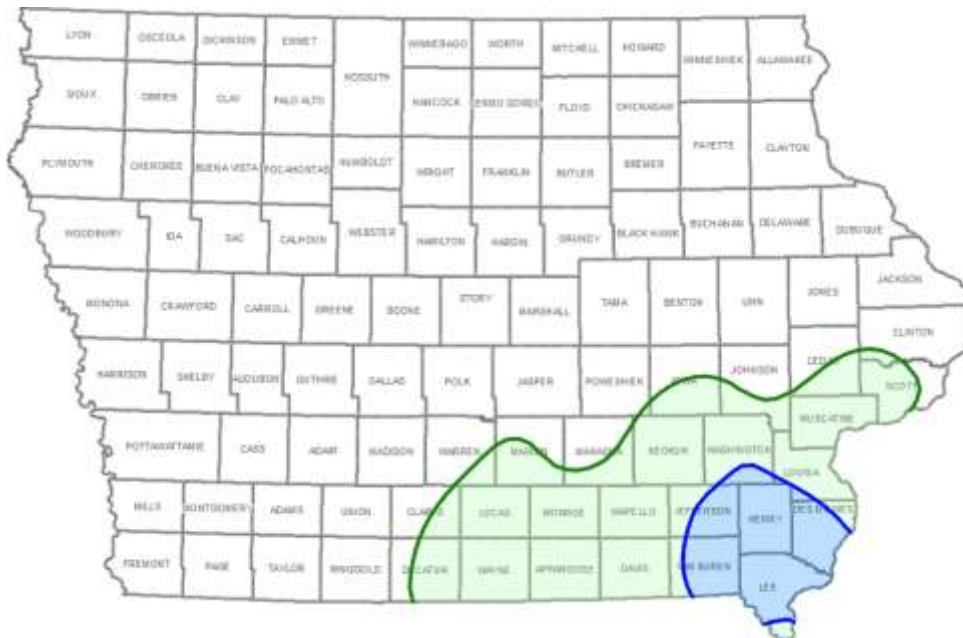 LYON OSCEOLA DICKINSON EMMET WINNEBAGO WORTH MITCHELL HOWARD WINNESHIEK ALLAMAKEE
KOSSUTH
SIOUX OBRIEN CLAY PALO ALTO HANCOCK CERRO GORDO FLOYD CHICKASAW
PLYMOUTH CHEROKEE BUENA VISTA POCAHONTAS HUMBOLDT WRIGHT FRANKLIN BUTLER BREMER FAYETTE CLAYTON
WOODBURY IDA SAC CALHOUN WEBSTER HAMILTON HARDIN GRUNDY BLACK HAWK BUCHANAN DELAWARE DUBUQUE
MONONA CRAWFORD CARROLL GREENE BOONE STORY MARSHALL TAMA BENTON LINN JONES JACKSON
CLINTON
HARRISON SHELBY AUDUBON GUTHRIE DALLAS POLK JASPER POWESHIEK IOWA JOHNSON CEDAR SCOTT
POTTAWATTAMIE CASS ADAIR MADISON WARREN MARION MAHASKA KEOKUK WASHINGTON MUSCATINE
LOUISA
MILLS MONTGOMERY ADAMS UNION CLARKE LUCAS MONROE WAPELLO JEFFERSON HENRY DES MOINES
FREMONT PAGE TAYLOR RINGGOLD DECATUR WAYNE APPANOOSE DAVIS VAN BUREN LEE